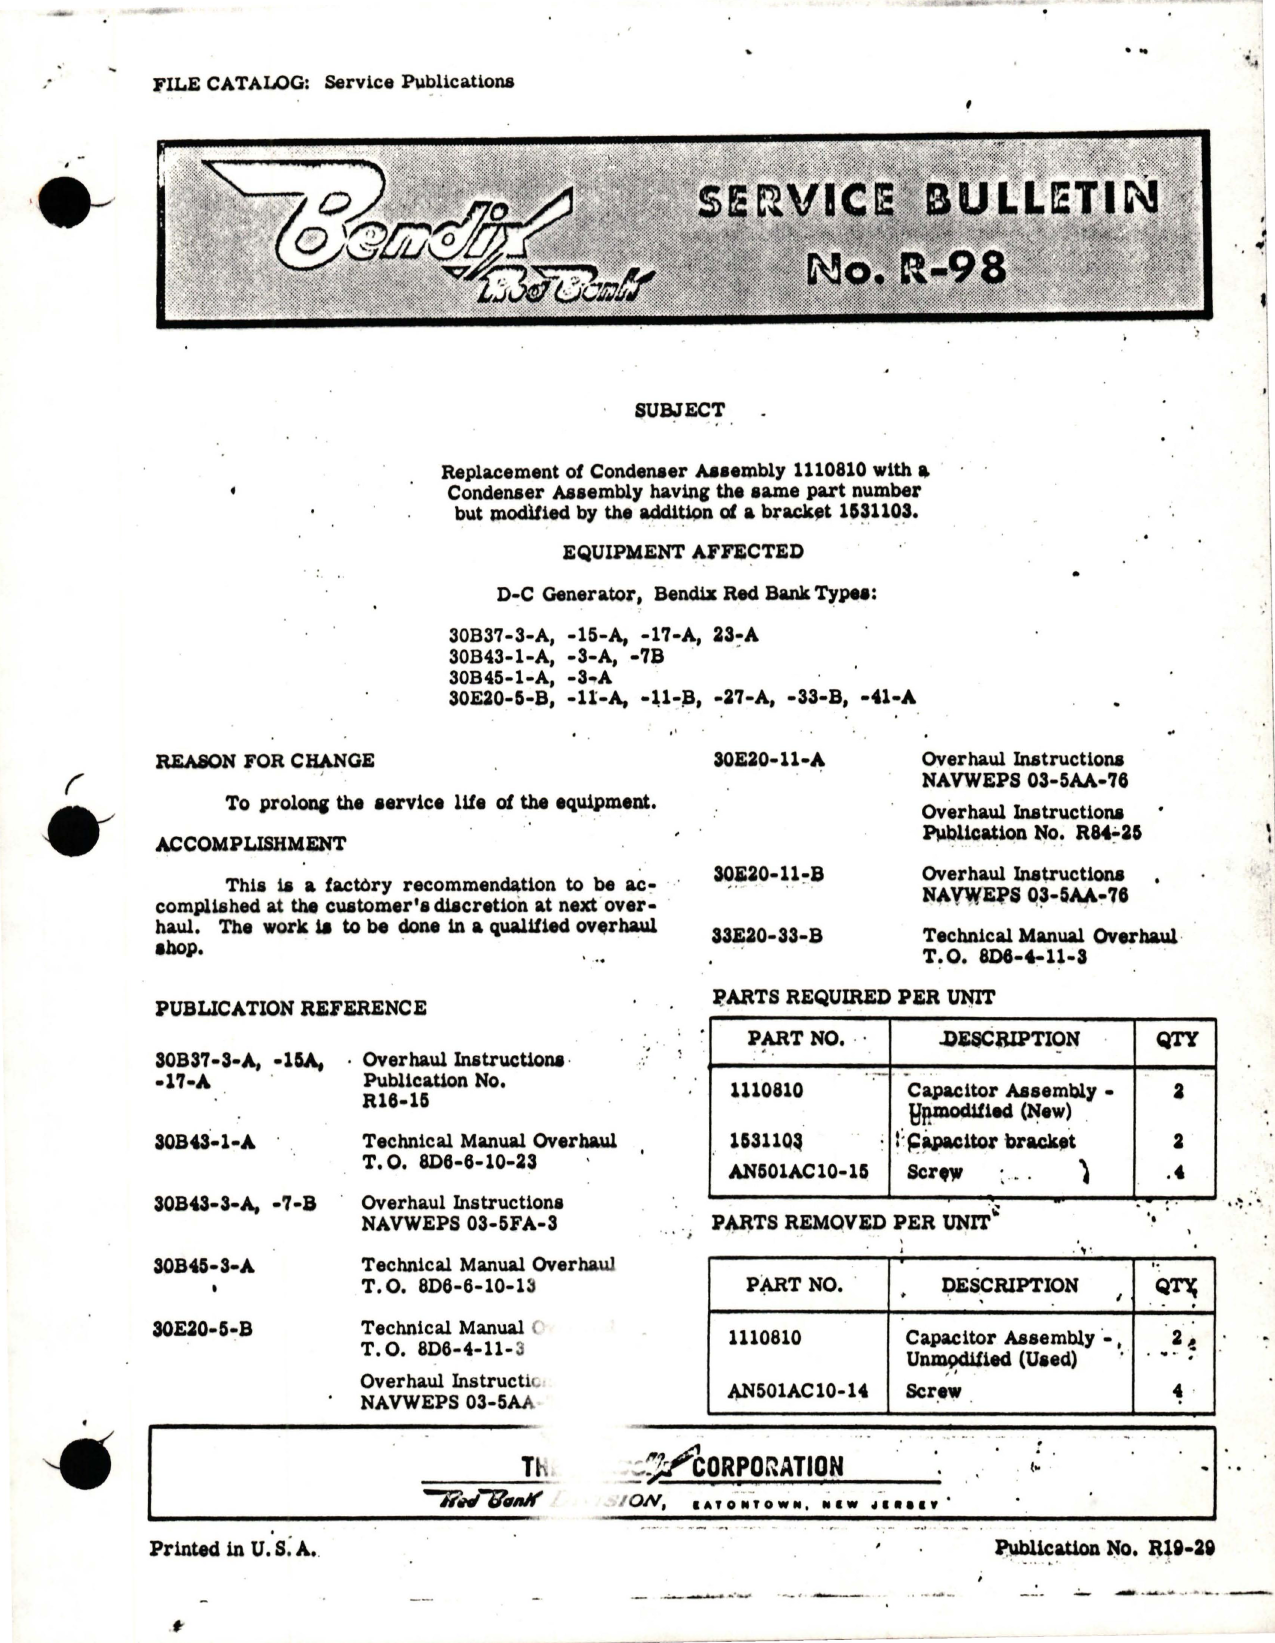 FILE CATALOG: Service Publications
Bendix
Red Bank
SERVICE BULLETIN
No. R-98
SUBJECT
Replacement of Condenser Assembly 1110810 with a
Condenser Assembly having the same part number
but modified by the addition of a bracket 1531103.
EQUIPMENT AFFECTED
D-C Generator, Bendix Red Bank Types:
30B37-3-A, -15-A, -17-A, 23-A
30B43-1-A, -3-A, -7B
30B45-1-A, -3-A
30E20-5-B, -11-A, -11-B, -27-A, -33-B, -41-A
REASON FOR CHANGE
To prolong the service life of the equipment.
ACCOMPLISHMENT
This is a factory recommendation to be ac-
complished at the customer's discretion at next over-
haul. The work is to be done in a qualified overhaul
shop.
PUBLICATION REFERENCE
30B37-3-A, -15A, Overhaul Instructions
-17-A Publication No.
R16-15
30B43-1-A Technical Manual Overhaul
T.O. 8D6-6-10-23
30B43-3-A, -7-B Overhaul Instructions
NAVWEPS 03-5FA-3
30B45-3-A Technical Manual Overhaul
T.O. 8D6-6-10-13
30E20-5-B Technical Manual
T.O. 8D6-4-11-3
Overhaul Instructio
NAVWEPS 03-5AA-
30E20-11-A Overhaul Instructions
NAVWEPS 03-5AA-76
Overhaul Instructions
Publication No. R84-25
30E20-11-B Overhaul Instructions
NAVWEPS 03-5AA-76
33E20-33-B Technical Manual Overhaul
T.O. 8D6-4-11-3
PARTS REQUIRED PER UNIT
PART NO. DESCRIPTION QTY
1110810 Capacitor Assembly - 2
Unmodified (New)
1531103 Capacitor bracket 2
AN501AC10-15 Screw 4
PARTS REMOVED PER UNIT
PART NO. DESCRIPTION QTY
1110810 Capacitor Assembly - 2
Unmodified (Used)
AN501AC10-14 Screw 4
CORPORATION
Red Bank EATONTOWN, NEW JERSEY
Printed in U.S.A.
Publication No. R19-29